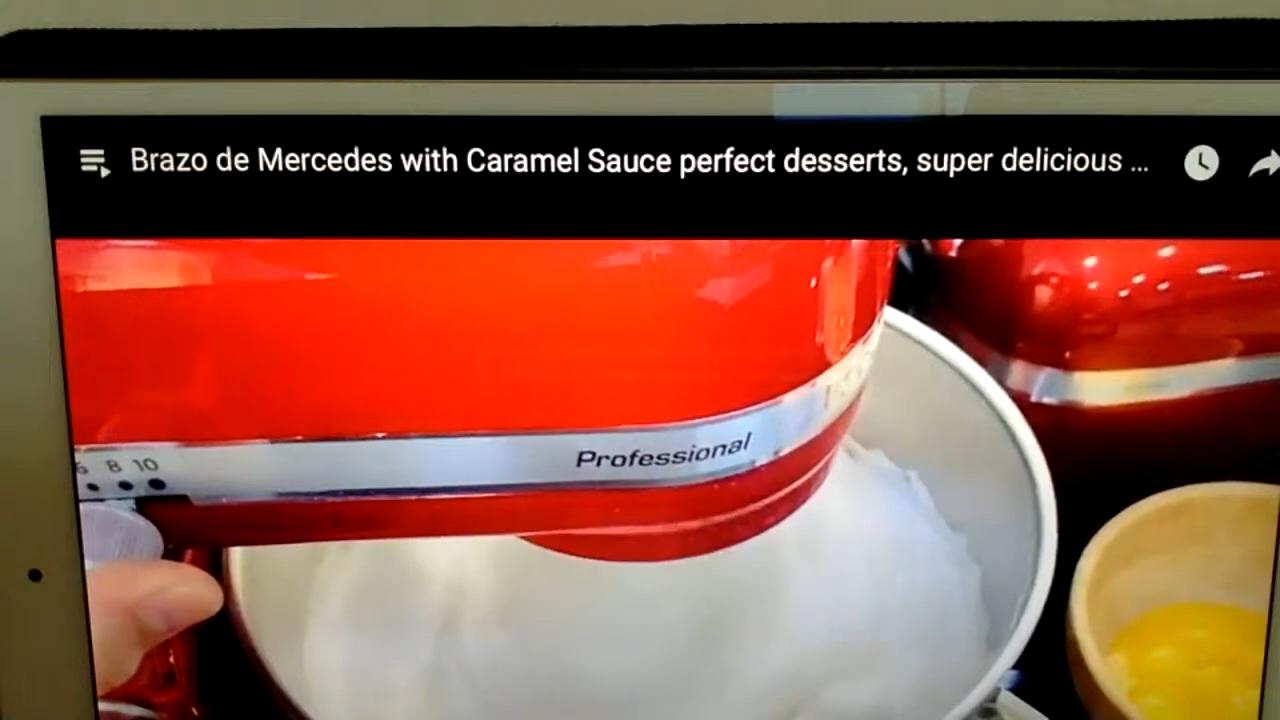 Brazo de Mercedes with Caramel Sauce perfect desserts, super delicious ...
Professional
6 8 10